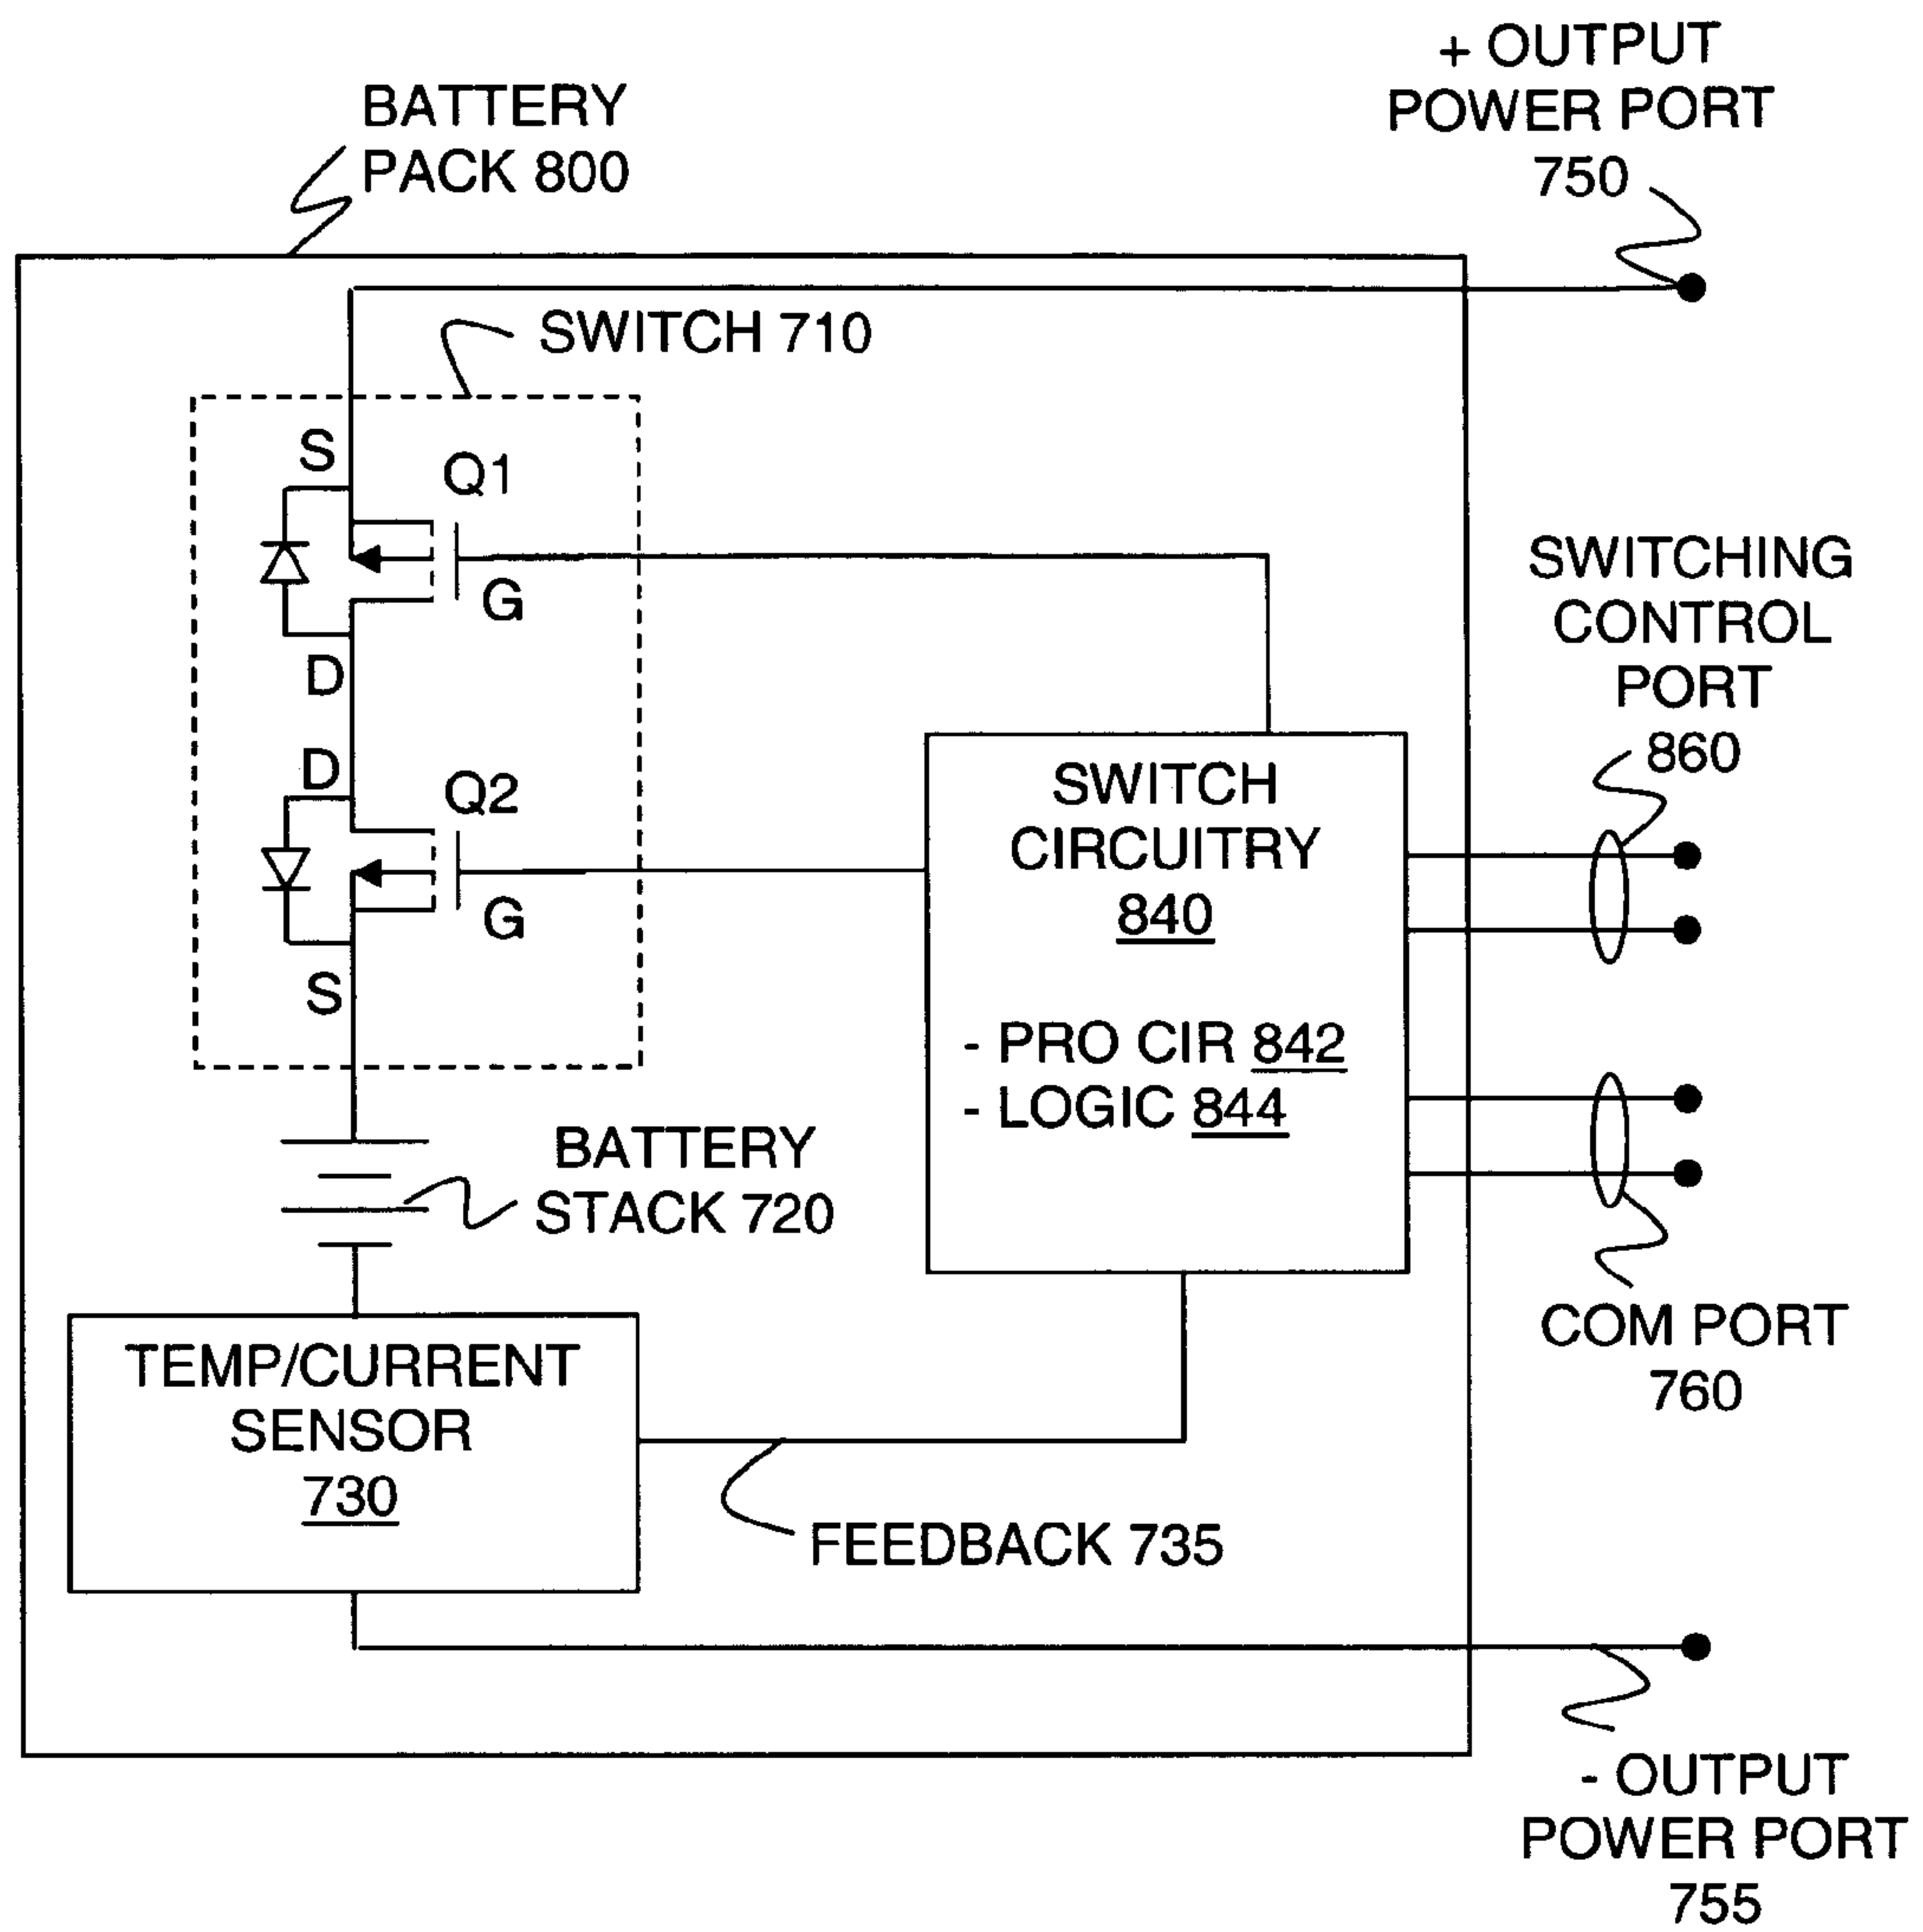 BATTERY
PACK 800
+ OUTPUT
POWER PORT
750
SWITCH 710
S
Q1
G
D
D
Q2
G
S
SWITCHING
CONTROL
PORT
860
SWITCH
CIRCUITRY
840
- PRO CIR 842
- LOGIC 844
BATTERY
STACK 720
COM PORT
760
TEMP/CURRENT
SENSOR
730
FEEDBACK 735
- OUTPUT
POWER PORT
755